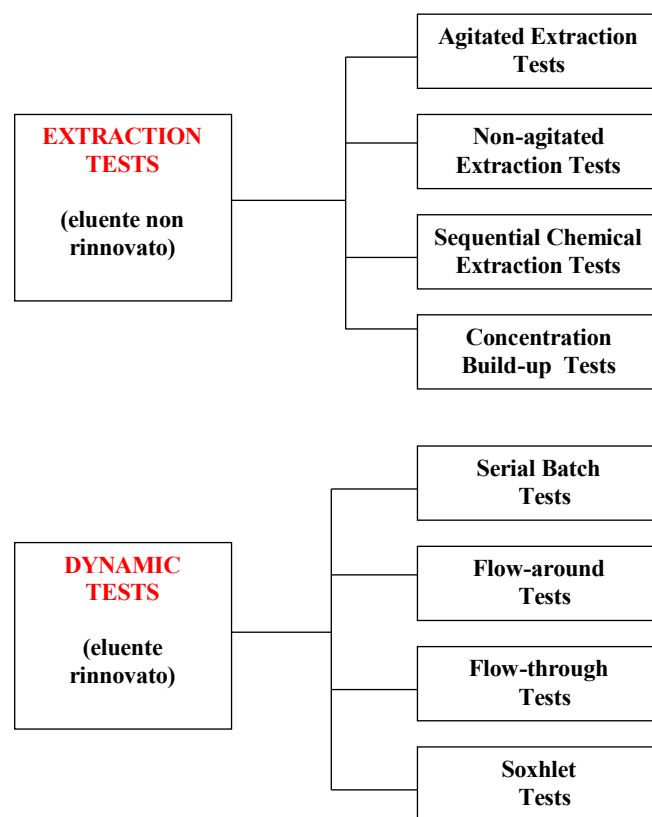 EXTRACTION
TESTS
(eluente non
rinnovato)
Agitated Extraction
Tests
Non-agitated
Extraction Tests
Sequential Chemical
Extraction Tests
Concentration
Build-up Tests
DYNAMIC
TESTS
(eluente
rinnovato)
Serial Batch
Tests
Flow-around
Tests
Flow-through
Tests
Soxhlet
Tests